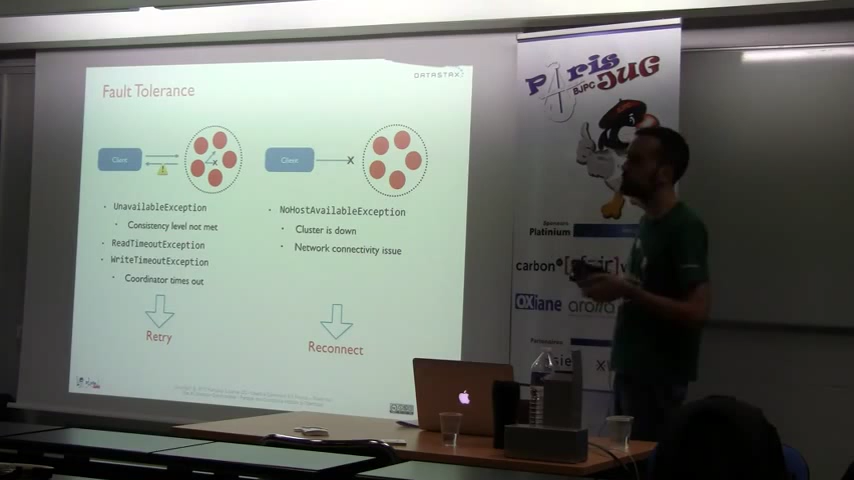 Fault Tolerance
DATASTAX
Client
UnavailableException
Consistency level not met
ReadTimeoutException
WriteTimeoutException
Coordinator times out
Retry
Client
X
NoHostAvailableException
Cluster is down
Network connectivity issue
Reconnect
Paris
BJPC JUG
Sponsors
Platinium
carbon
OXiane
Partenaires